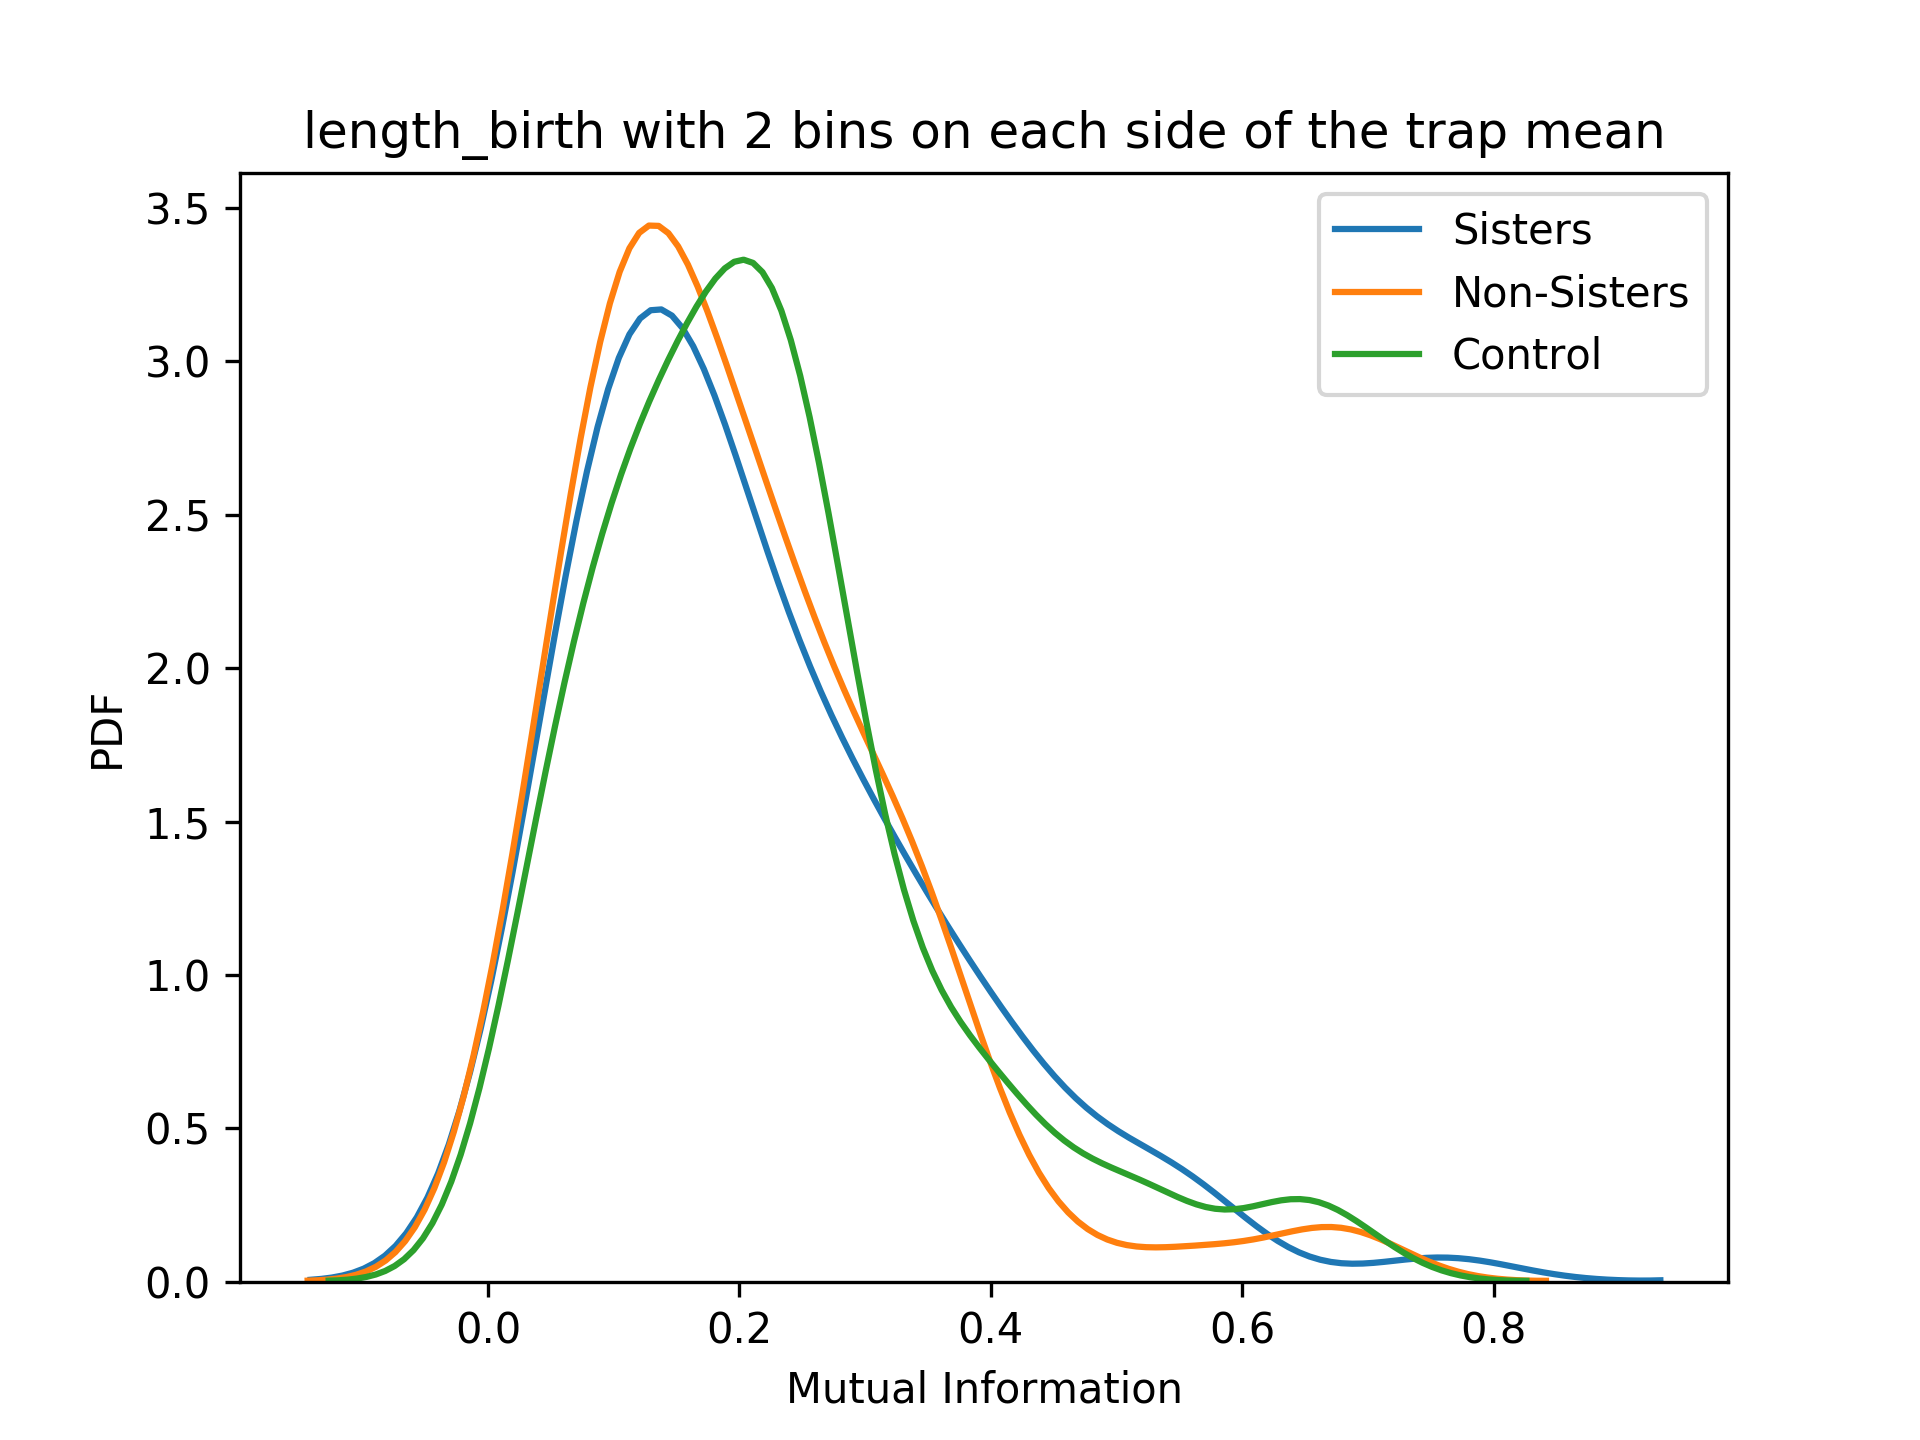 length_birth with 2 bins on each side of the trap mean
3.5
3.0
2.5
2.0
1.5
1.0
0.5
0.0
PDF
Sisters
Non-Sisters
Control
0.0 0.2 0.4 0.6 0.8
Mutual Information